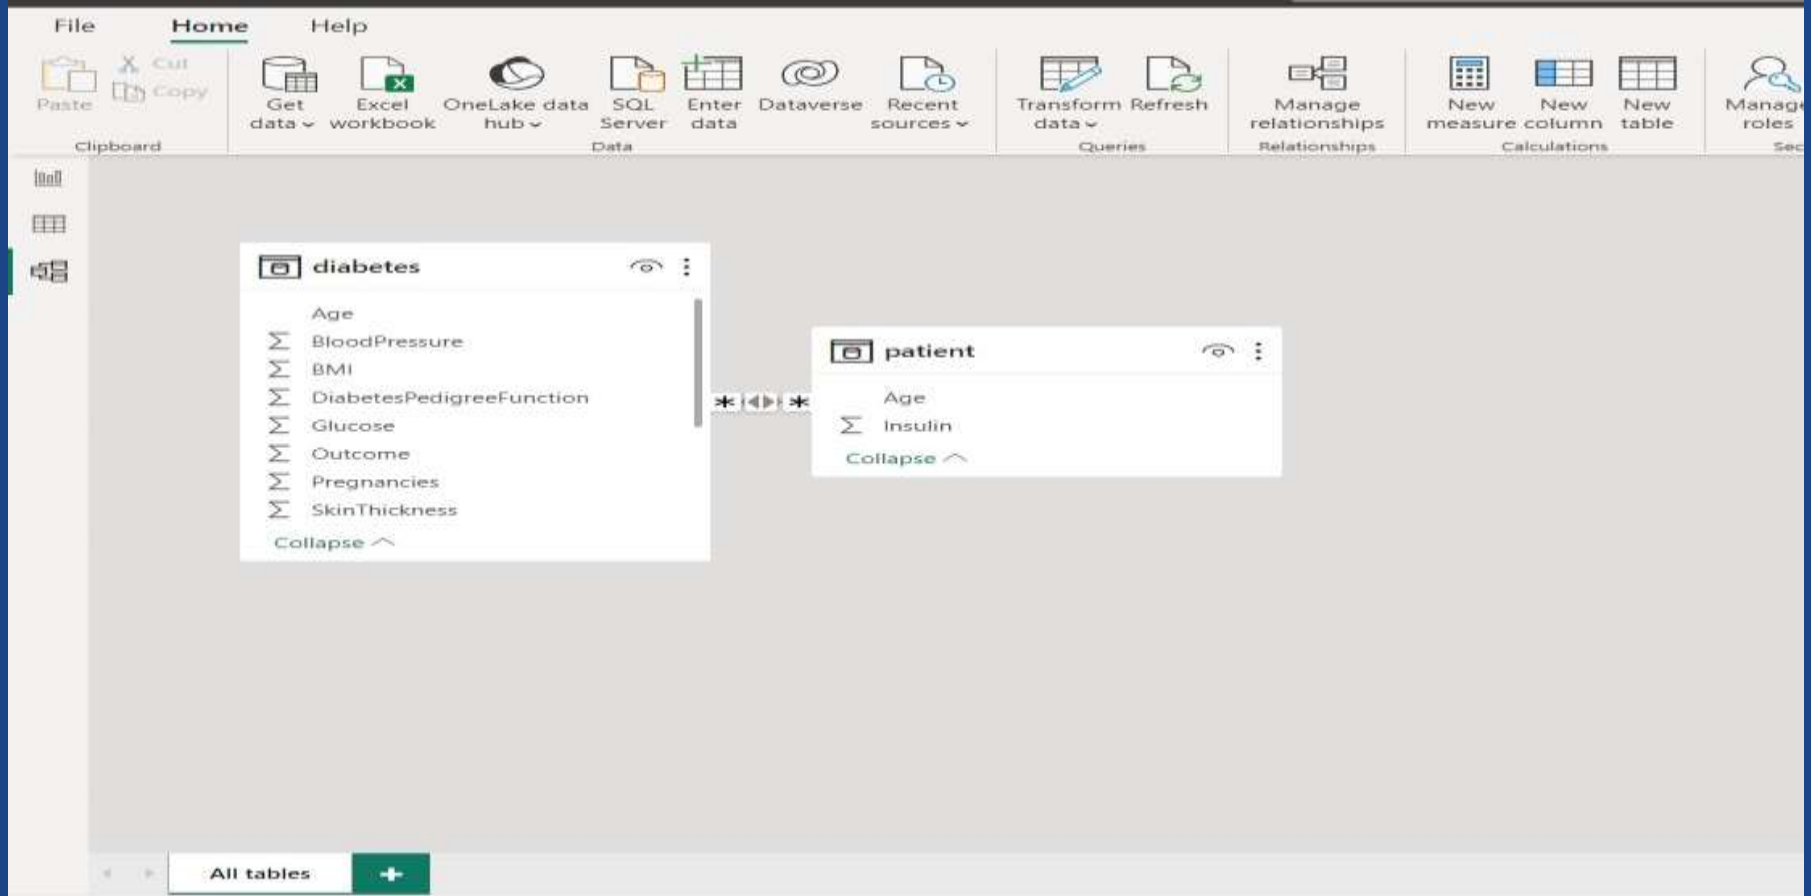 File Home Help
Paste
Cut
Copy
Clipboard
Get data
Excel workbook
OneLake data hub
SQL Server
Enter data
Dataverse
Recent sources
Data
Transform data
Refresh
Queries
Manage relationships
Relationships
New measure
New column
New table
Calculations
Manage roles
Sec
diabetes
Age
Σ BloodPressure
Σ BMI
Σ DiabetesPedigreeFunction
Σ Glucose
Σ Outcome
Σ Pregnancies
Σ SkinThickness
Collapse
* *
patient
Age
Σ Insulin
Collapse
All tables +